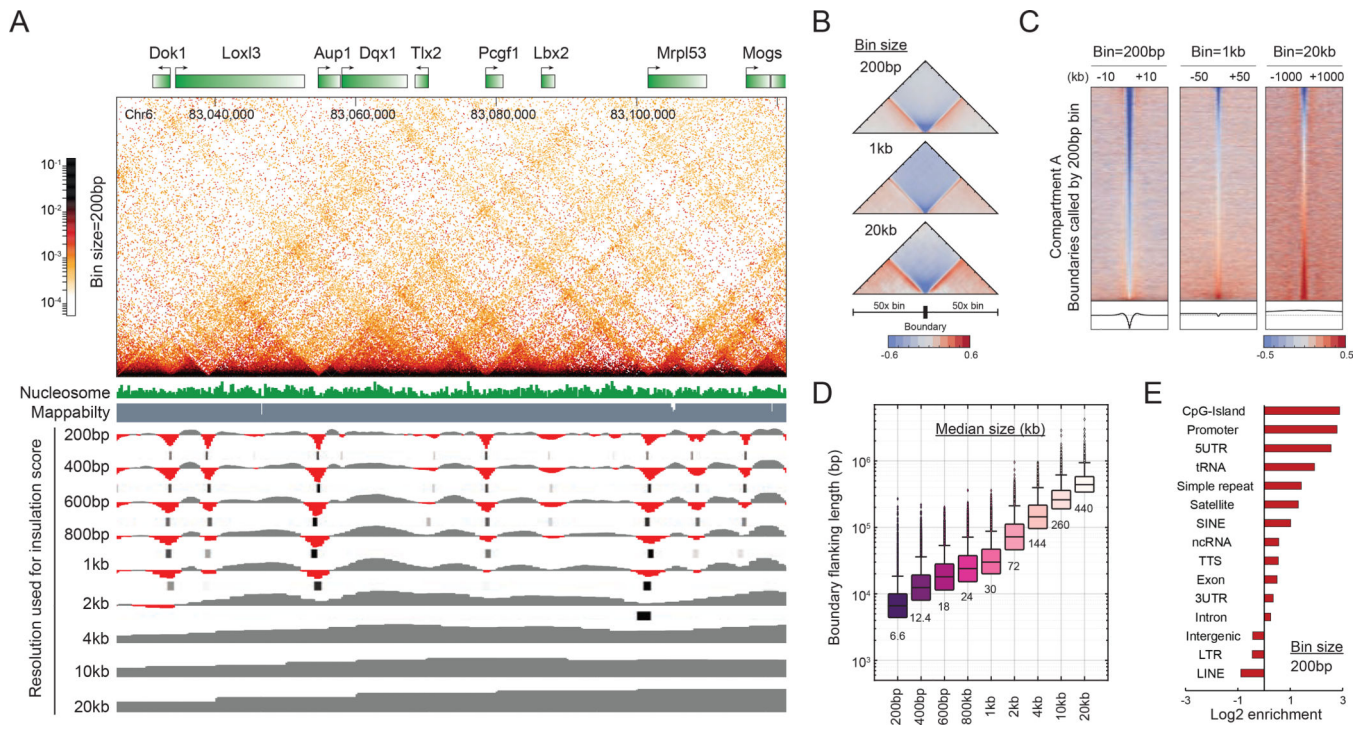 A
Dok1 Loxl3 Aup1 Dqx1 Tlx2 Pcgf1 Lbx2 Mrpl53 Mogs
Chr6: 83,040,000 83,060,000 83,080,000 83,100,000
10-1
10-2
10-3
10-4
Bin size=200bp
Nucleosome
Mappabilty
Resolution used for insulation score
200bp
400bp
600bp
800bp
1kb
2kb
4kb
10kb
20kb
B
Bin size
200bp
1kb
20kb
50x bin 50x bin
Boundary
-0.6 0.6
C
Bin=200bp Bin=1kb Bin=20kb
(kb) -10 +10 -50 +50 -1000 +1000
Compartment A
Boundaries called by 200bp bin
-0.5 0.5
D
Median size (kb)
Boundary flanking length (bp)
10^6
10^5
10^4
10^3
6.6 12.4 18 24 30 72 144 260 440
200bp 400bp 600bp 800kb 1kb 2kb 4kb 10kb 20kb
E
CpG-Island
Promoter
5UTR
tRNA
Simple repeat
Satellite
SINE
ncRNA
TTS
Exon
3UTR
Intron
Intergenic
LTR
LINE
Bin size
200bp
-3 -1 1 3
Log2 enrichment